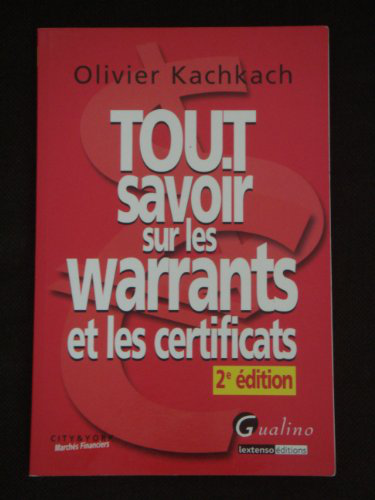 Olivier Kachkach
TOUT
savoir
sur les
warrants
et les certificats
2e édition
CITY & YORK
Marchés Financiers
Gualino
lextenso éditions